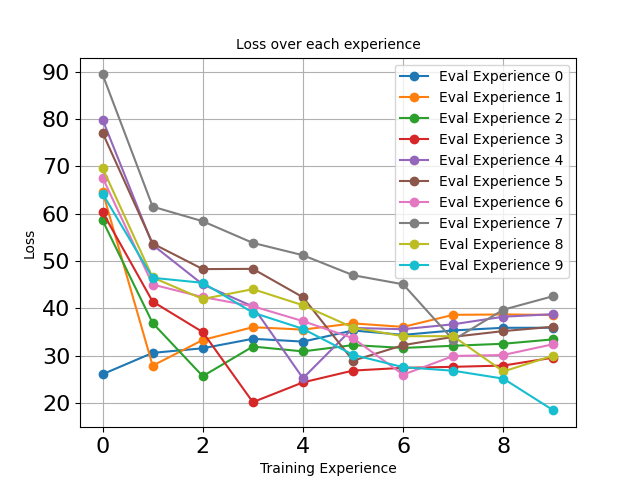 Loss over each experience
90
80
70
60
50
40
30
20
Loss
Eval Experience 0
Eval Experience 1
Eval Experience 2
Eval Experience 3
Eval Experience 4
Eval Experience 5
Eval Experience 6
Eval Experience 7
Eval Experience 8
Eval Experience 9
0 2 4 6 8
Training Experience